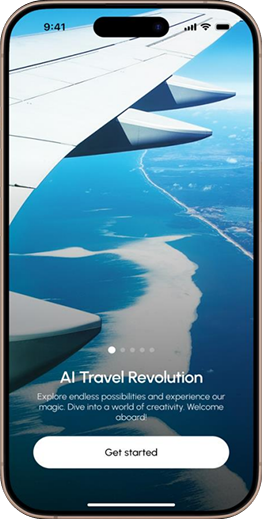 9:41
AI Travel Revolution
Explore endless possibilities and experience our
magic. Dive into a world of creativity. Welcome
aboard!
Get started